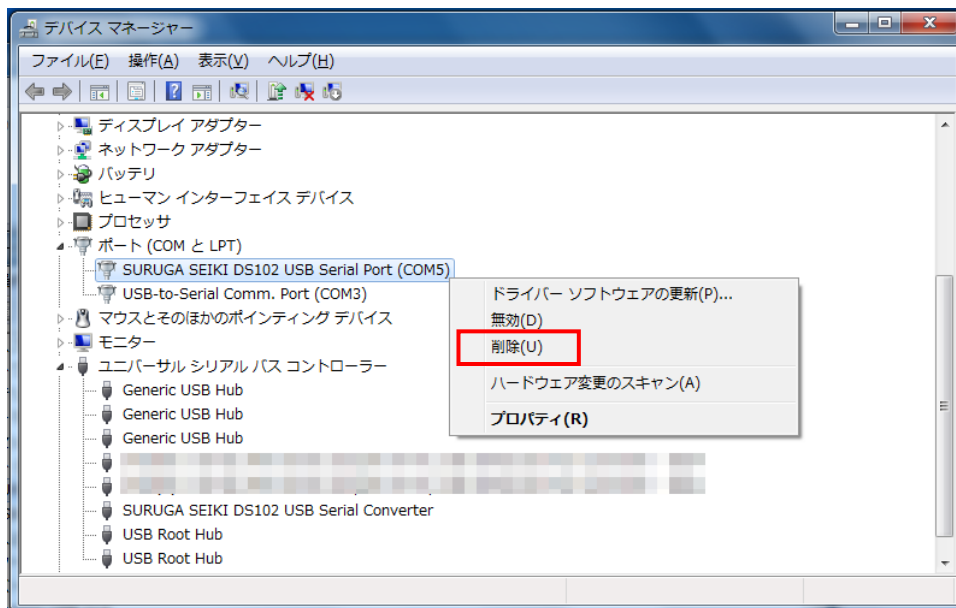 デバイス マネージャー
ファイル(F) 操作(A) 表示(V) ヘルプ(H)
ディスプレイ アダプター
ネットワーク アダプター
バッテリ
ヒューマン インターフェイス デバイス
プロセッサ
ポート (COM と LPT)
SURUGA SEIKI DS102 USB Serial Port (COM5)
USB-to-Serial Comm. Port (COM3)
マウスとそのほかのポインティング デバイス
モニター
ユニバーサル シリアル バス コントローラー
Generic USB Hub
Generic USB Hub
Generic USB Hub
SURUGA SEIKI DS102 USB Serial Converter
USB Root Hub
USB Root Hub
ドライバー ソフトウェアの更新(P)...
無効(D)
削除(U)
ハードウェア変更のスキャン(A)
プロパティ(R)